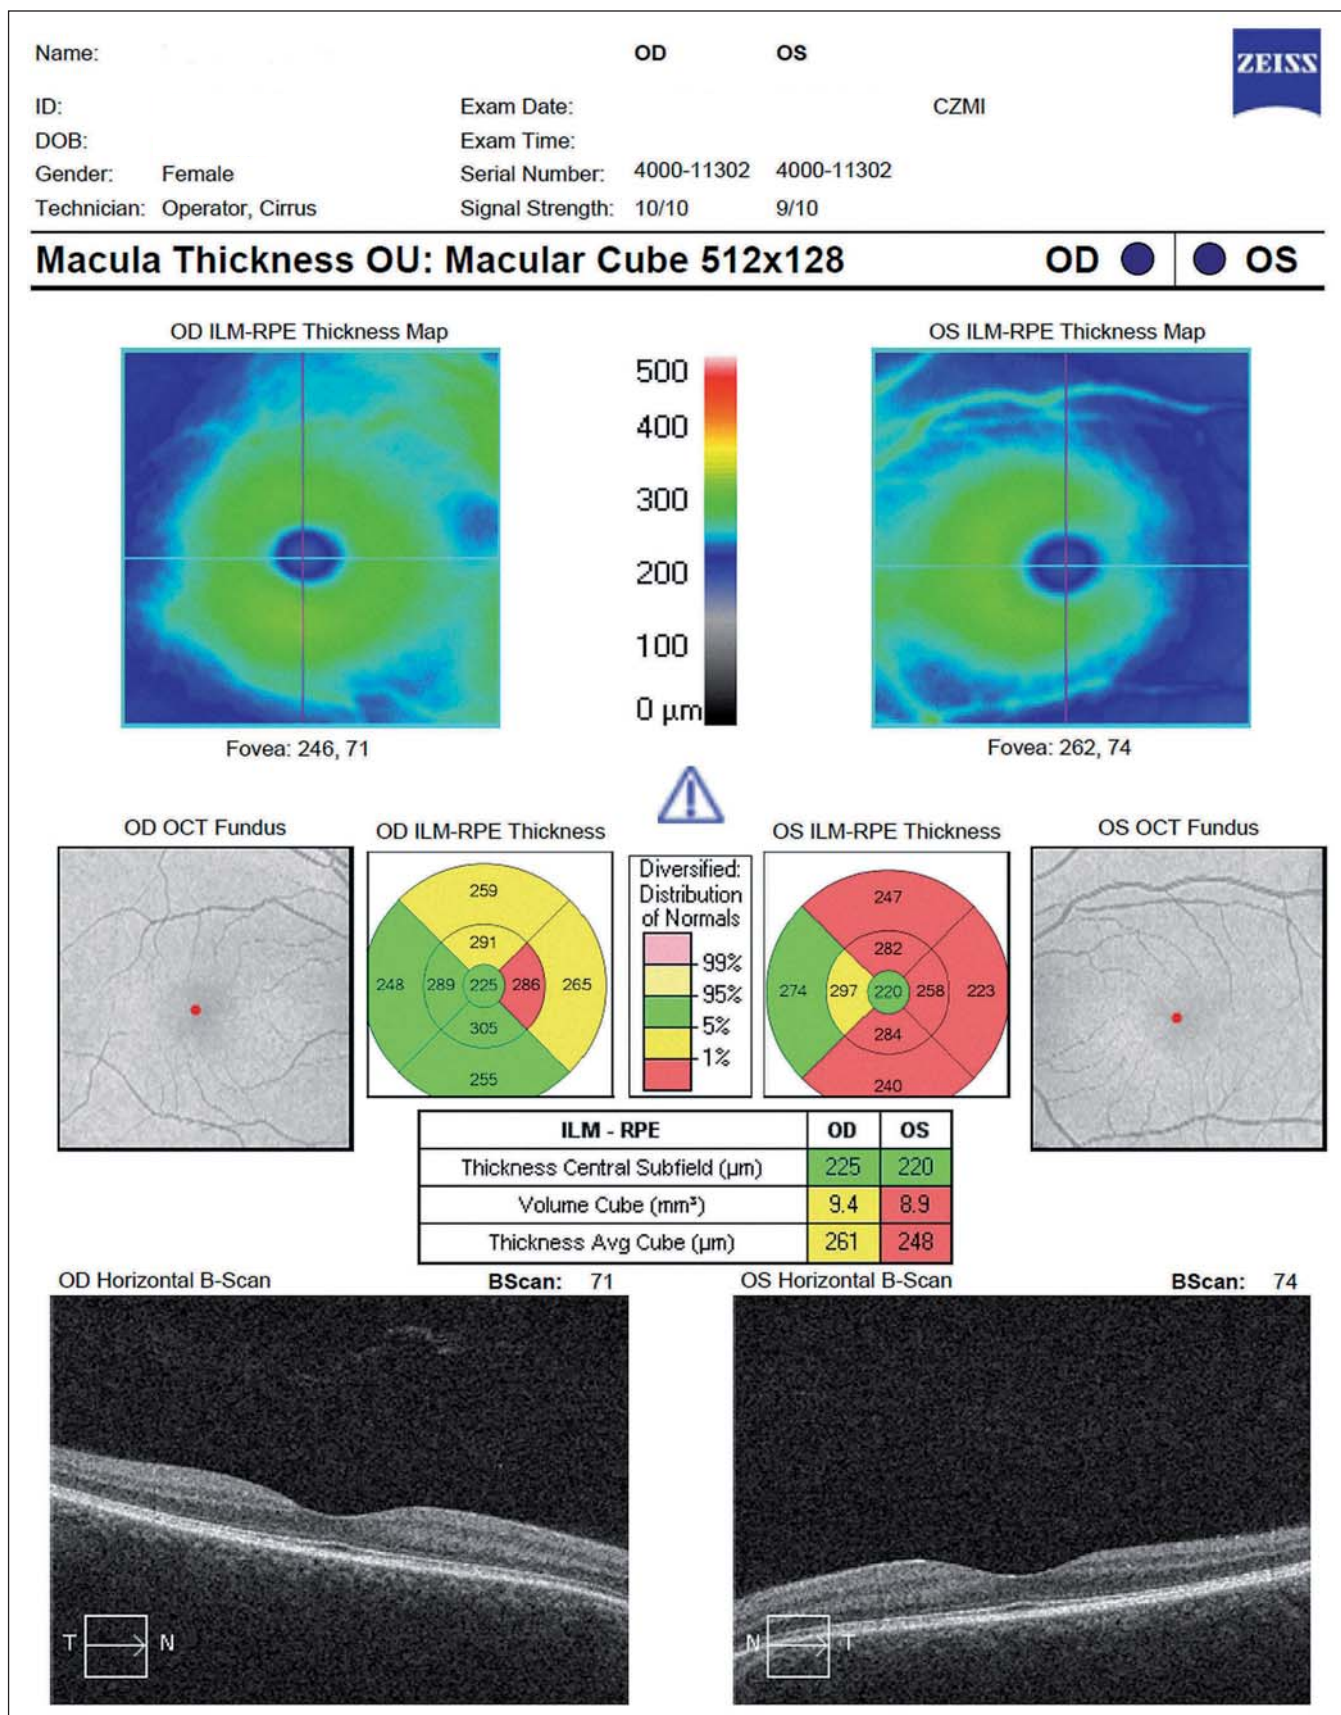 Name: OD OS
ZEISS
ID: Exam Date: CZMI
DOB: Exam Time:
Gender: Female Serial Number: 4000-11302 4000-11302
Technician: Operator, Cirrus Signal Strength: 10/10 9/10
Macula Thickness OU: Macular Cube 512x128 OD OS
OD ILM-RPE Thickness Map
OS ILM-RPE Thickness Map
500
400
300
200
100
0 µm
Fovea: 246, 71
Fovea: 262, 74
OD OCT Fundus
OD ILM-RPE Thickness
259
291
248 289 225 286 265
305
255
Diversified:
Distribution
of Normals
99%
95%
5%
1%
OS ILM-RPE Thickness
247
282
274 297 220 258 223
284
240
OS OCT Fundus
ILM - RPE OD OS
Thickness Central Subfield (µm) 225 220
Volume Cube (mm³) 9.4 8.9
Thickness Avg Cube (µm) 261 248
OD Horizontal B-Scan BScan: 71
OS Horizontal B-Scan BScan: 74
T N
N T